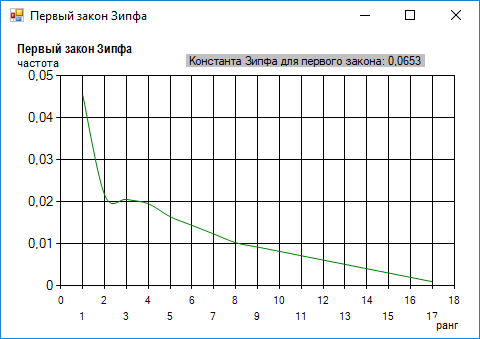 Первый закон Зипфа
Первый закон Зипфа
частота
Константа Зипфа для первого закона: 0,0653
0,05
0,04
0,03
0,02
0,01
0
0 2 4 6 8 10 12 14 16 18
1 3 5 7 9 11 13 15 17
ранг